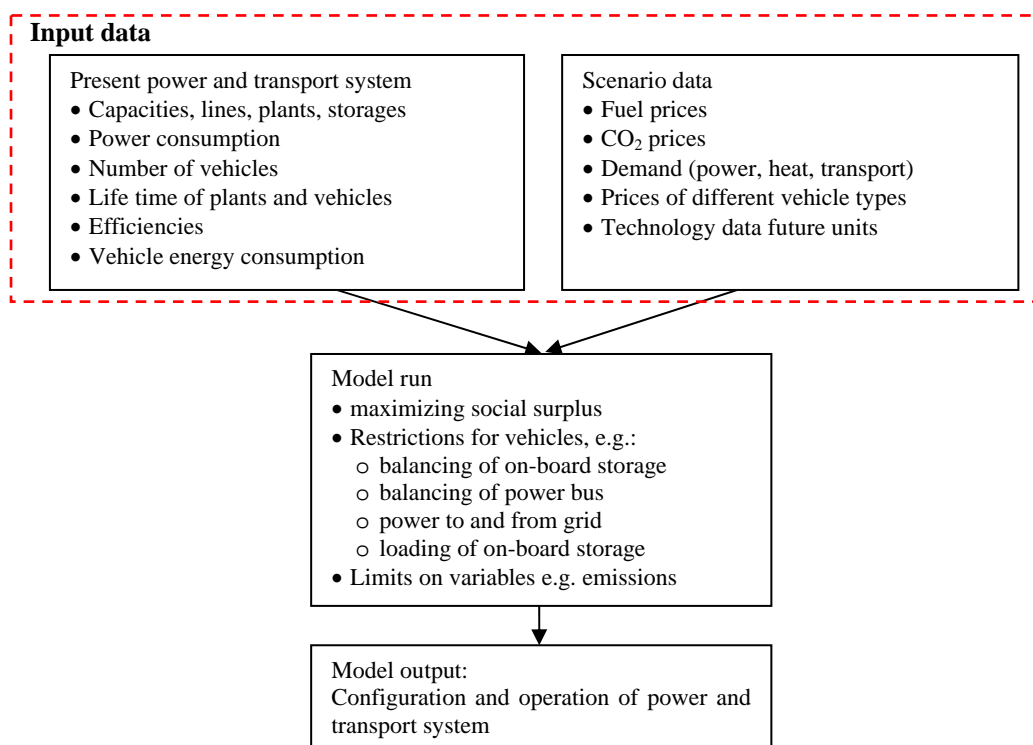 Input data
Present power and transport system
• Capacities, lines, plants, storages
• Power consumption
• Number of vehicles
• Life time of plants and vehicles
• Efficiencies
• Vehicle energy consumption
Scenario data
• Fuel prices
• CO₂ prices
• Demand (power, heat, transport)
• Prices of different vehicle types
• Technology data future units
Model run
• maximizing social surplus
• Restrictions for vehicles, e.g.:
o balancing of on-board storage
o balancing of power bus
o power to and from grid
o loading of on-board storage
• Limits on variables e.g. emissions
Model output:
Configuration and operation of power and
transport system